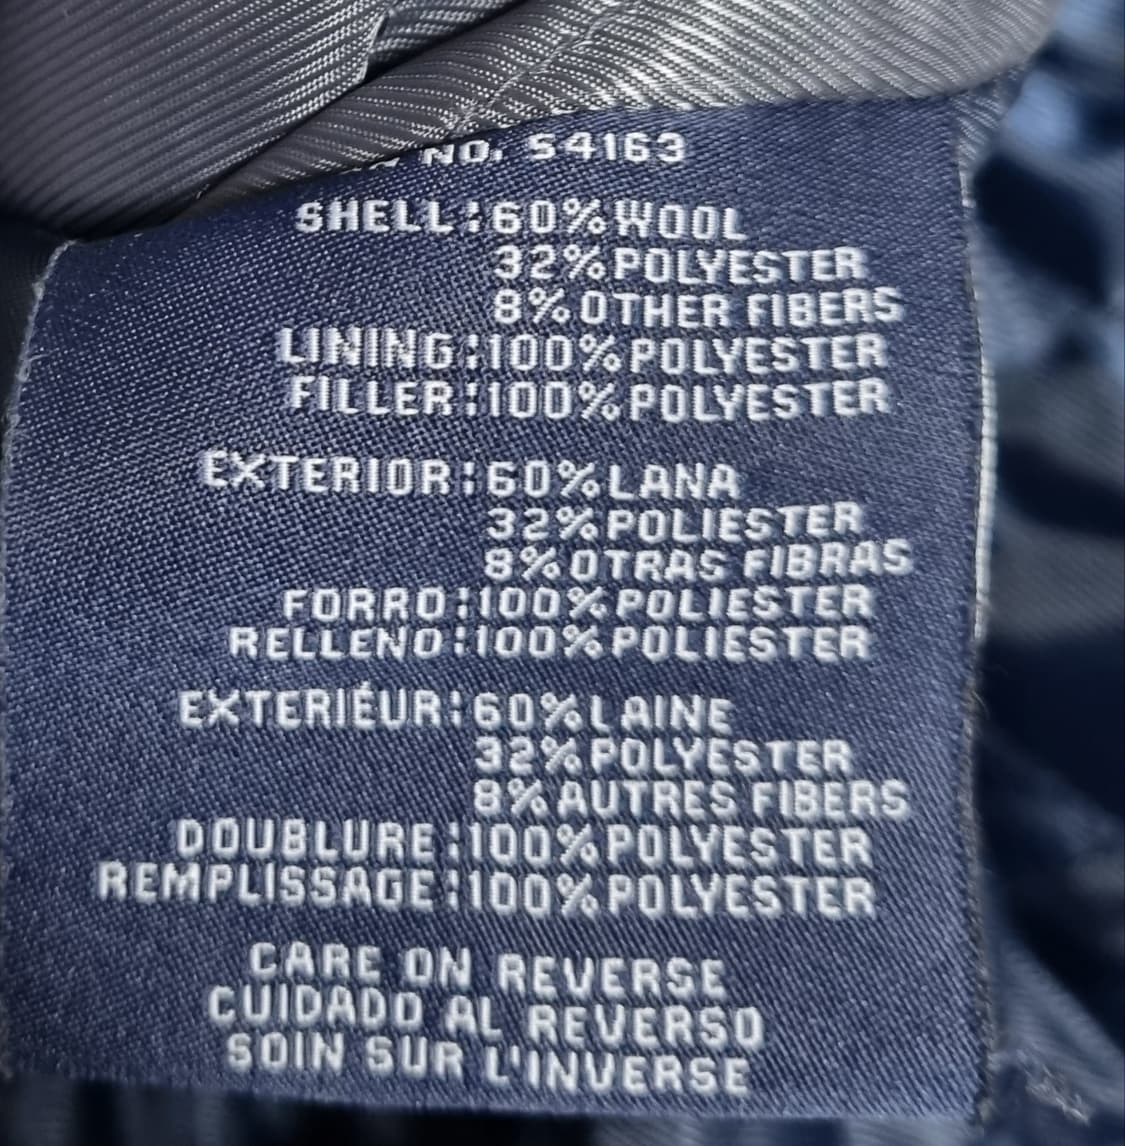 NO. 54163
SHELL:60%WOOL
32%POLYESTER
8%OTHER FIBERS
LINING:100%POLYESTER
FILLER:100%POLYESTER
EXTERIOR:60%LANA
32%POLIESTER
8%OTRAS FIBRAS
FORRO:100%POLIESTER
RELLENO:100%POLIESTER
EXTERIÉUR:60%LAINE
32%POLYESTER
8%AUTRES FIBERS
DOUBLURE:100%POLYESTER
REMPLISSAGE:100%POLYESTER
CARE ON REVERSE
CUIDADO AL REVERSO
SOIN SUR L'INVERSE